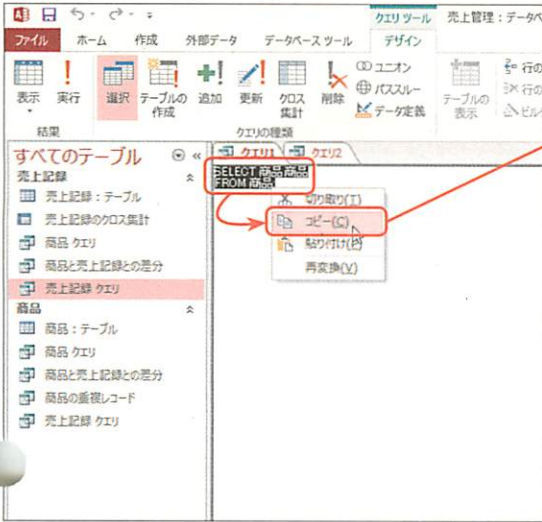 クエリ ツール 売上管理：データベ
ファイル ホーム 作成 外部データ データベース ツール デザイン
表示 実行 選択 テーブルの作成 追加 更新 クロス集計 削除
ユニオン
パススルー
データ定義
テーブルの表示
行の
行の
ビル
結果 クエリの種類
すべてのテーブル
クエリ1 クエリ2
売上記録
SELECT 商品.商品
FROM 商品
売上記録：テーブル
売上記録のクロス集計
商品 クエリ
商品と売上記録との差分
売上記録 クエリ
商品
商品：テーブル
商品 クエリ
商品と売上記録との差分
商品の重複レコード
売上記録 クエリ
切り取り(T)
コピー(C)
貼り付け(P)
再変換(V)